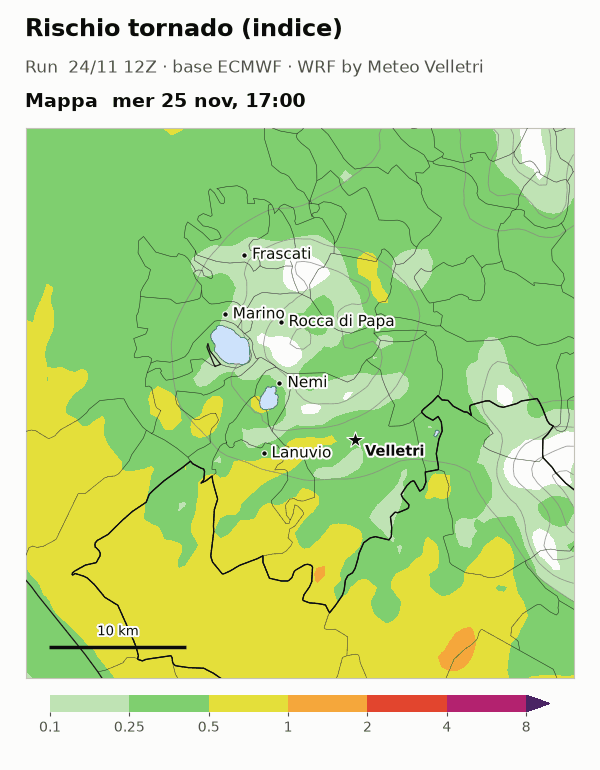 Rischio tornado (indice)
Run  24/11 12Z · base ECMWF · WRF by Meteo Velletri
Mappa  mer 25 nov, 17:00
Frascati
Marino
Rocca di Papa
Nemi
Velletri
Lanuvio
10 km
0.1 0.25 0.5 1 2 4 8